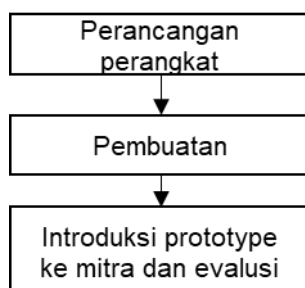 Perancangan
perangkat
Pembuatan
Introduksi prototype
ke mitra dan evalusi